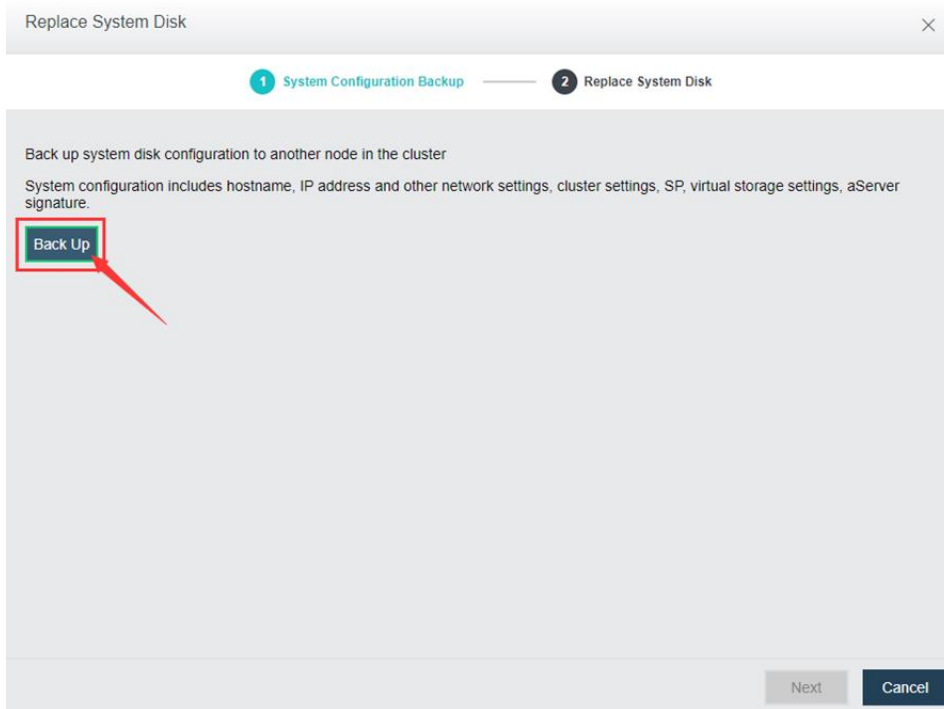 Replace System Disk
1 System Configuration Backup 2 Replace System Disk
Back up system disk configuration to another node in the cluster
System configuration includes hostname, IP address and other network settings, cluster settings, SP, virtual storage settings, aServer
signature.
Back Up
Next Cancel